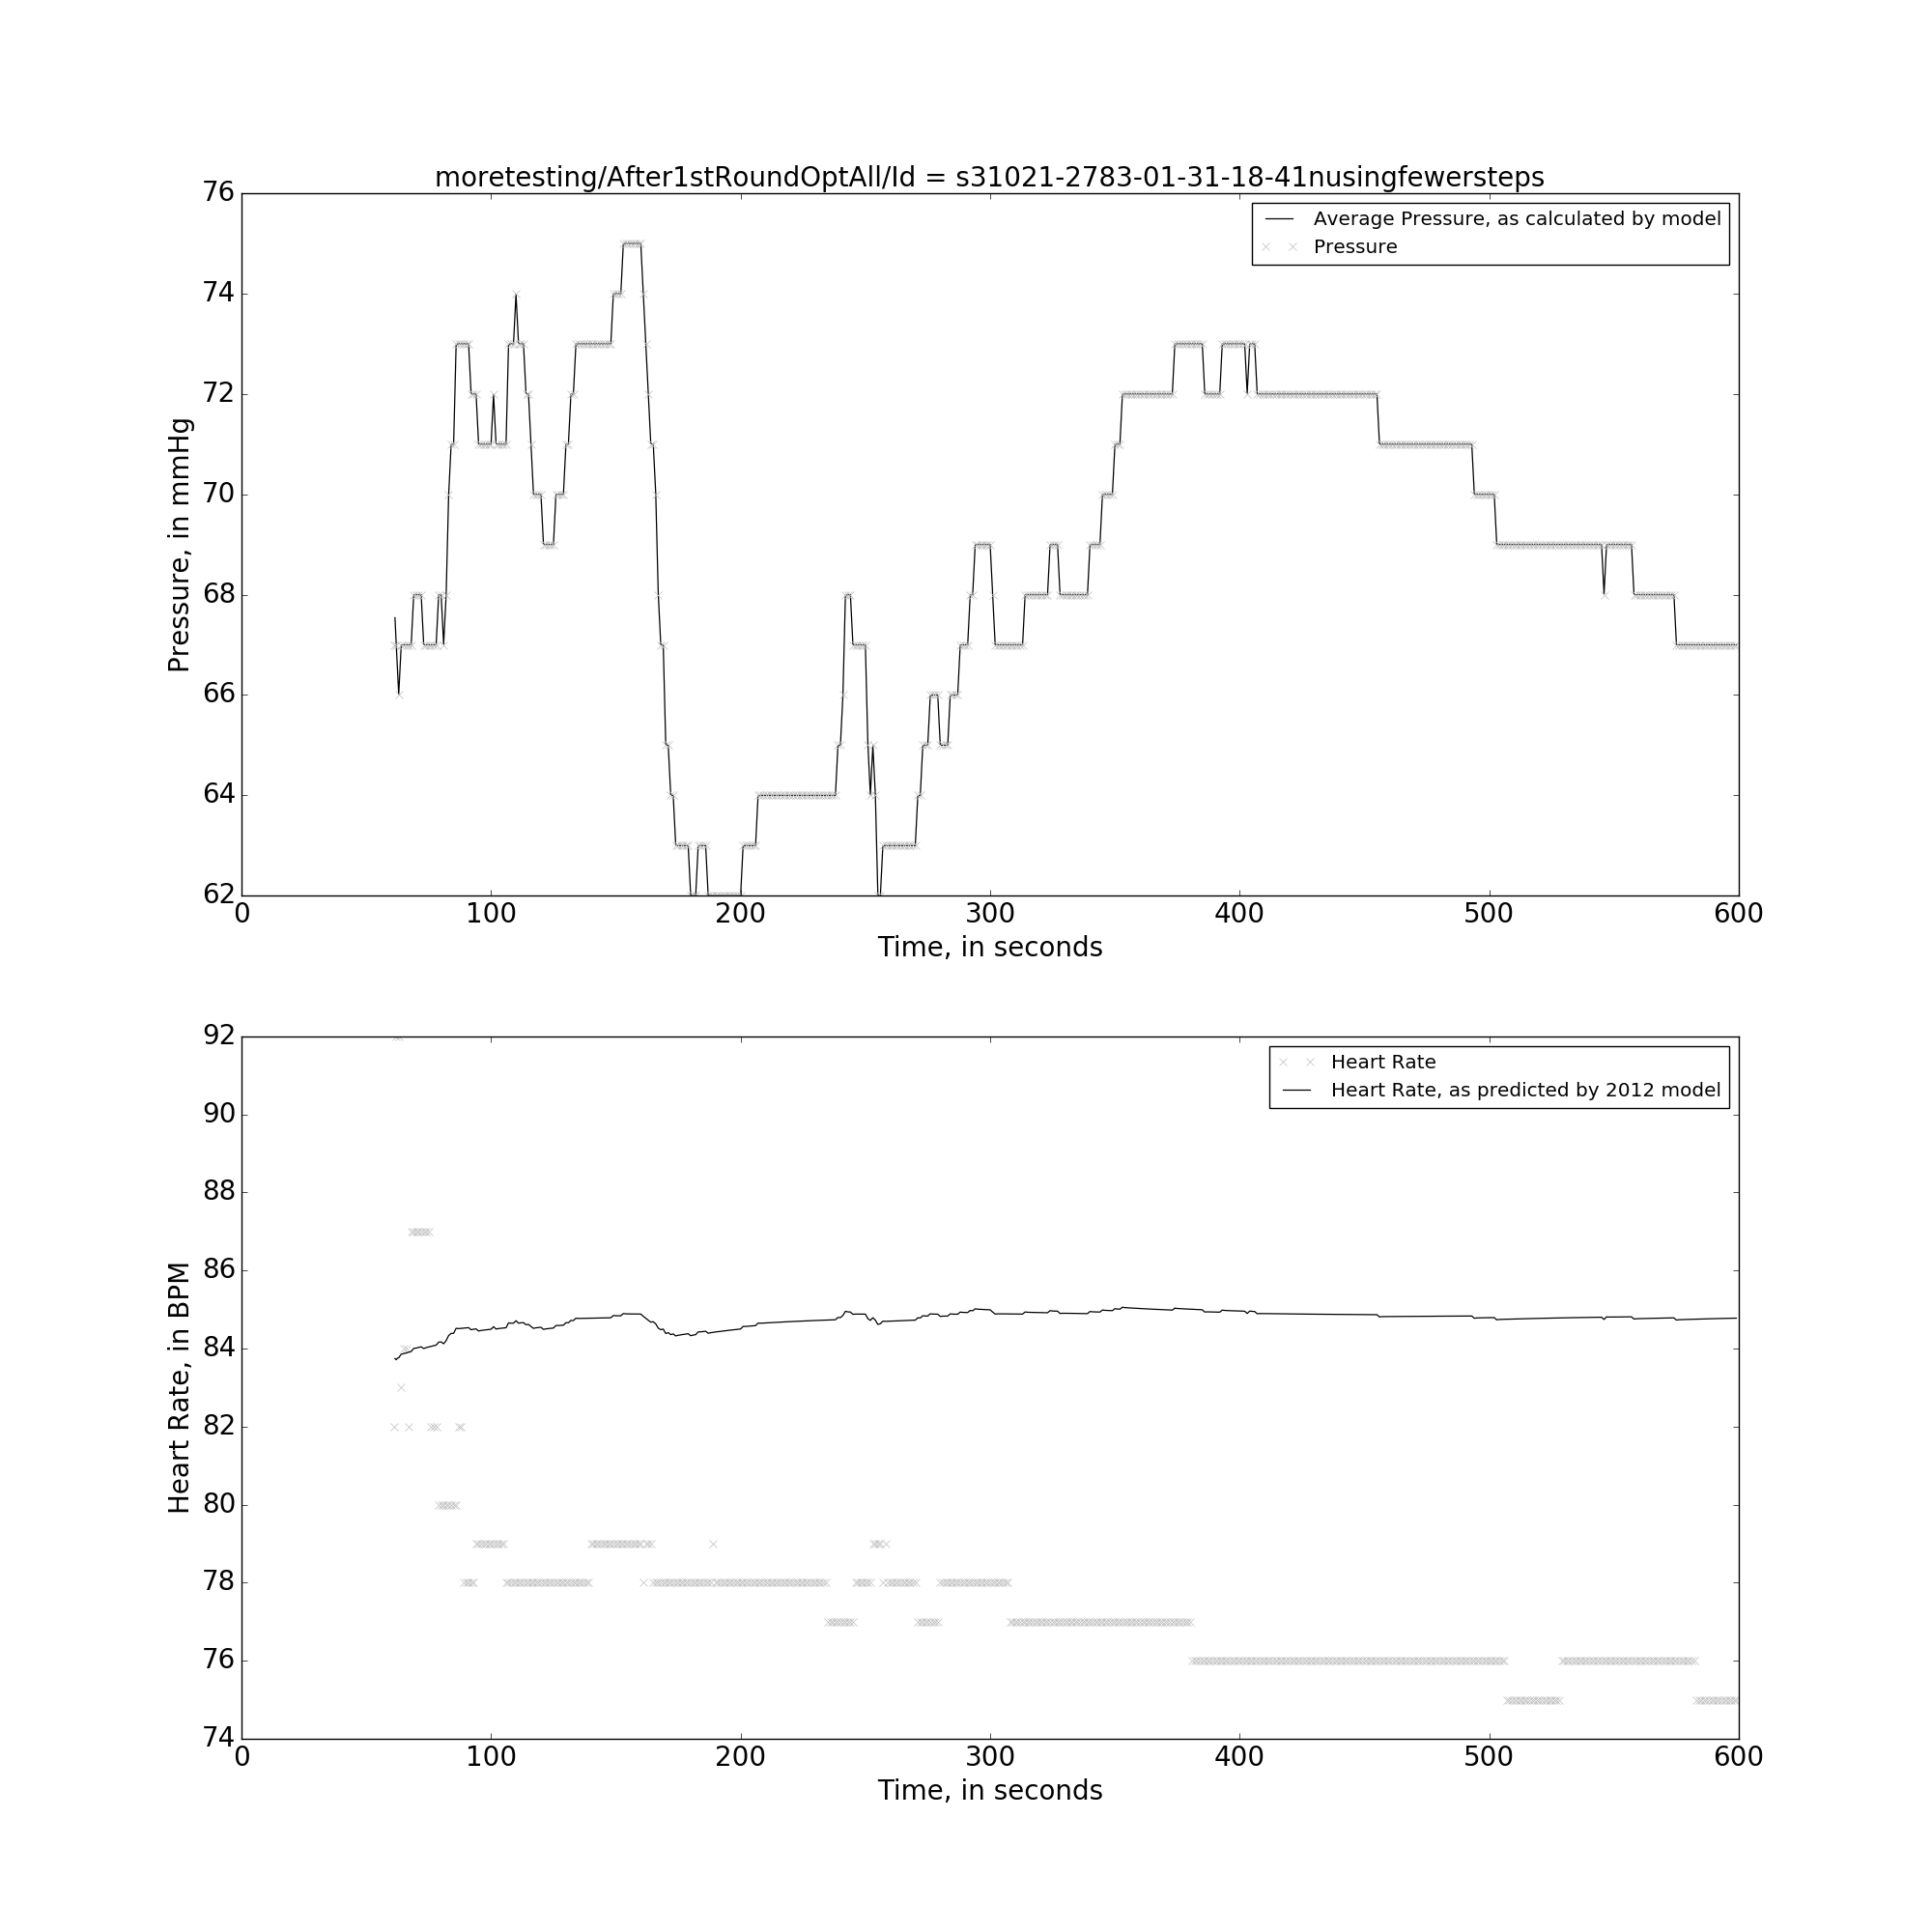 moretesting/After1stRoundOptAll/Id = s31021-2783-01-31-18-41nusingfewersteps
76
74
72
70
68
66
64
62
Pressure, in mmHg
Average Pressure, as calculated by model
Pressure
0 100 200 300 400 500 600
Time, in seconds
92
90
88
86
84
82
80
78
76
74
Heart Rate, in BPM
Heart Rate
Heart Rate, as predicted by 2012 model
0 100 200 300 400 500 600
Time, in seconds